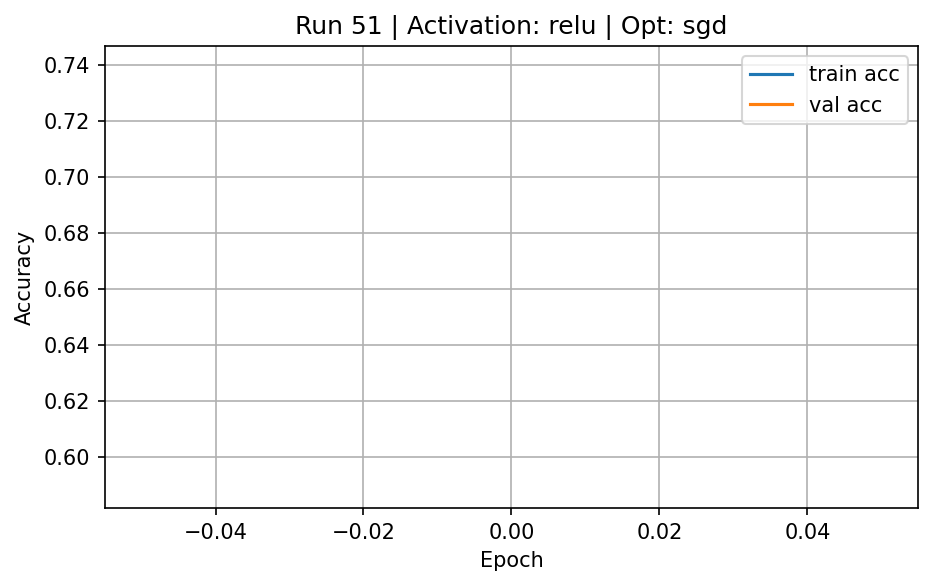 Run 51 | Activation: relu | Opt: sgd
train acc
val acc
0.74
0.72
0.70
0.68
0.66
0.64
0.62
0.60
Accuracy
−0.04
−0.02
0.00
0.02
0.04
Epoch